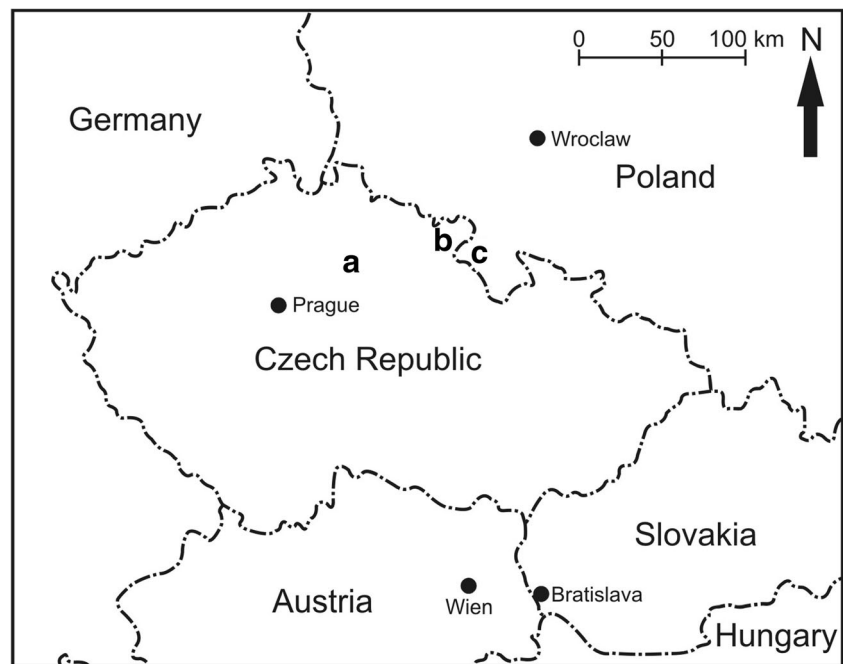 0 50 100 km N
Germany
Wroclaw
Poland
b
c
a
Prague
Czech Republic
Slovakia
Austria
Wien
Bratislava
Hungary